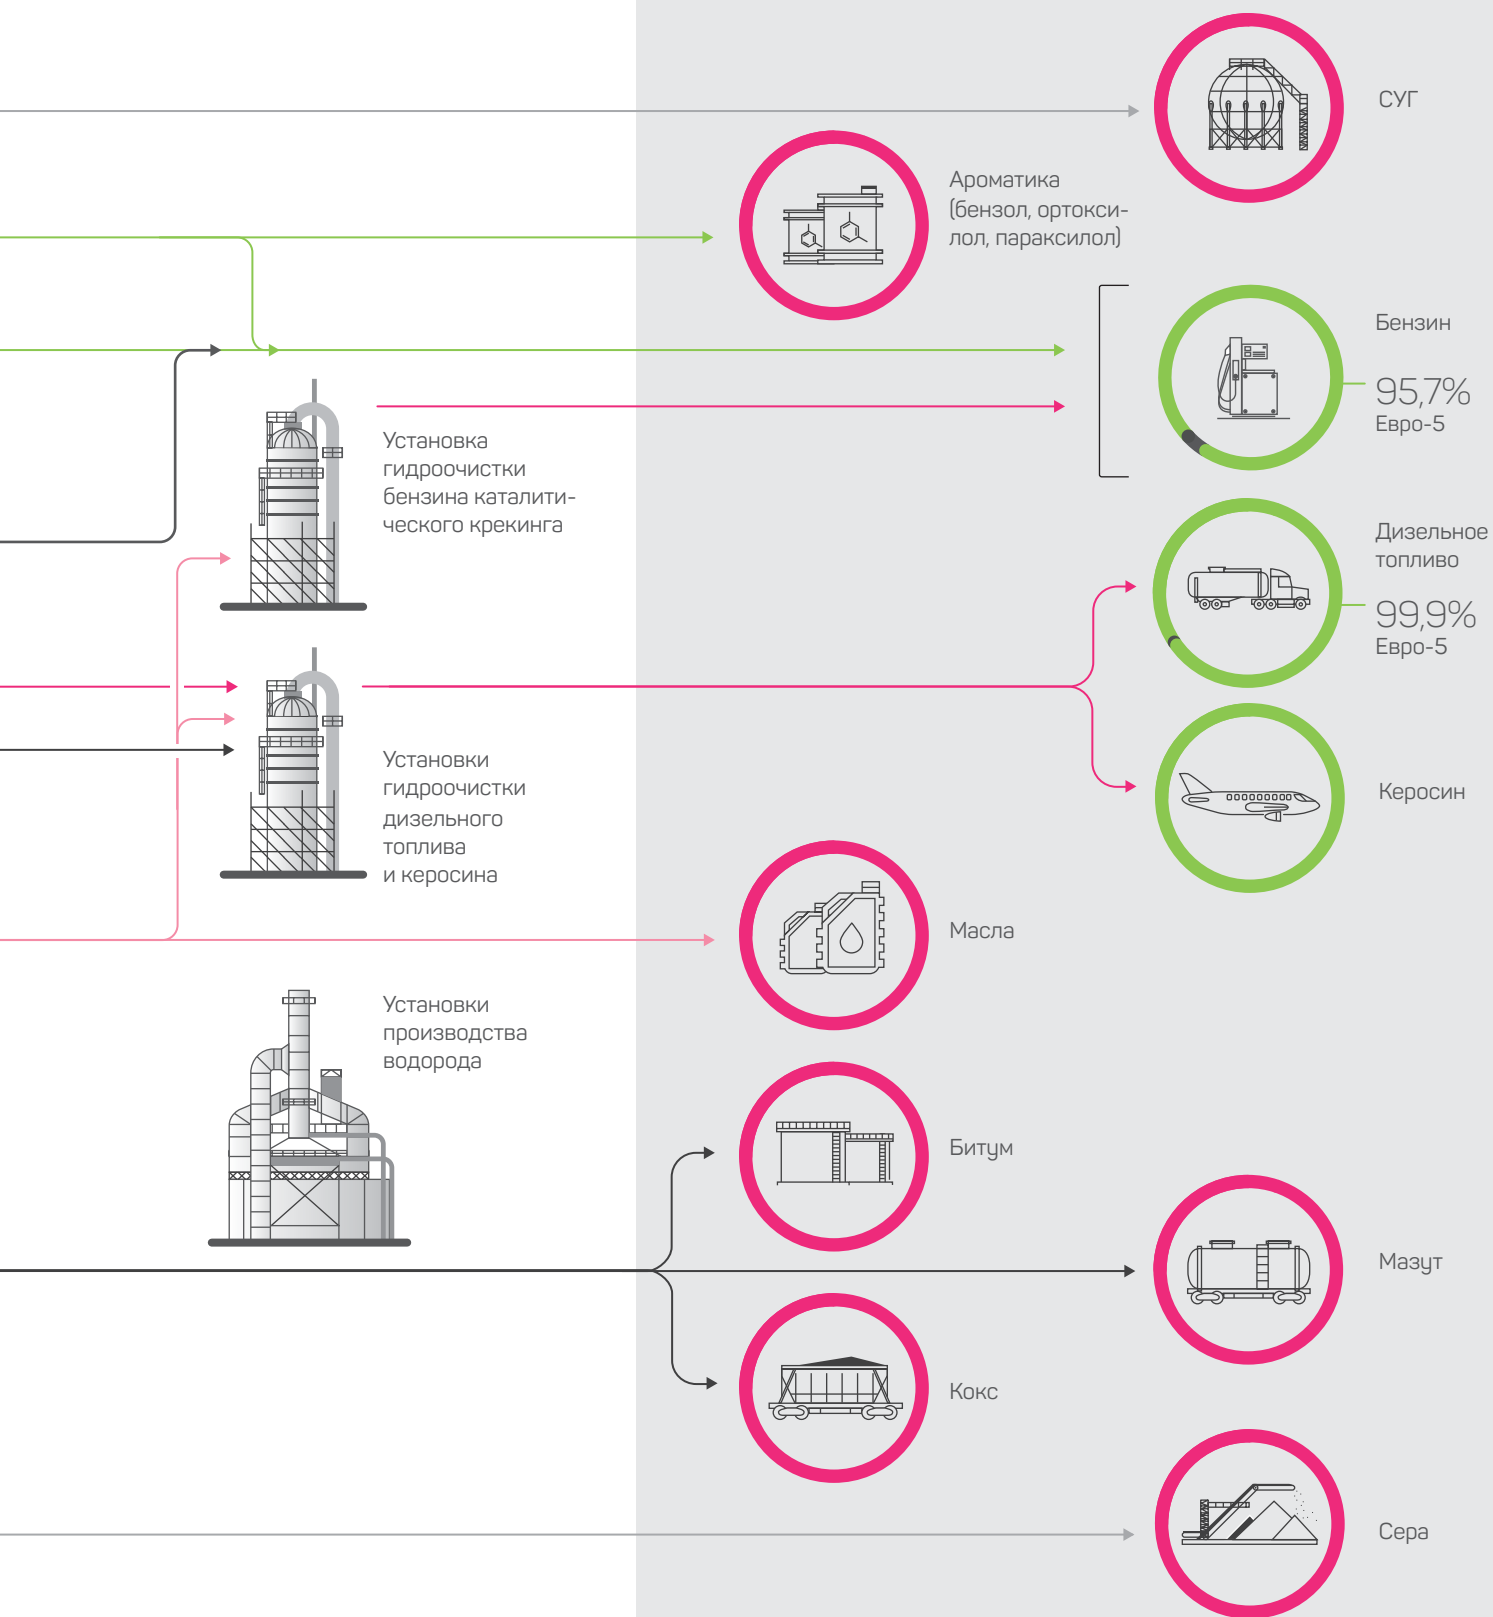 СУГ
Ароматика
(бензол, ортокси-
лол, параксилол)
Бензин
95,7%
Евро-5
Установка
гидроочистки
бензина каталити-
ческого крекинга
Дизельное
топливо
99,9%
Евро-5
Установки
гидроочистки
дизельного
топлива
и керосина
Керосин
Масла
Установки
производства
водорода
Битум
Мазут
Кокс
Сера